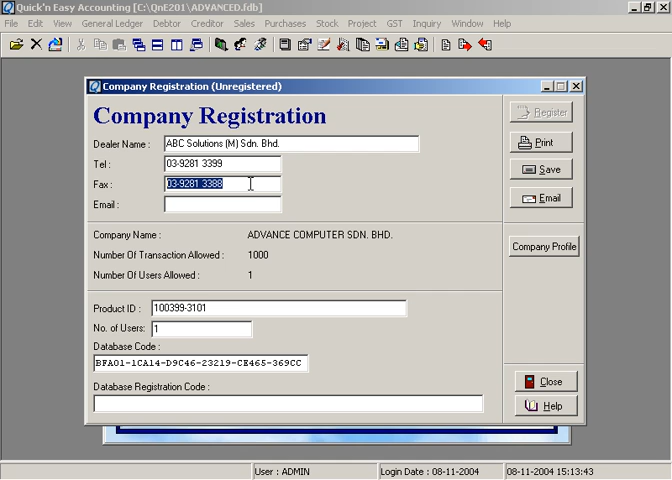 Quick'n Easy Accounting [C:\QnE201\ADVANCED.fdb]
File View General Ledger Debtor Creditor Sales Purchases Stock Project GST Inquiry Window Help
Company Registration (Unregistered)
Company Registration
Register
Dealer Name : ABC Solutions (M) Sdn. Bhd.
Print
Tel : 03-9281 3399
Save
Fax : 03-9281 3388
Email : 
Email
Company Name : ADVANCE COMPUTER SDN. BHD.
Company Profile
Number Of Transaction Allowed : 1000
Number Of Users Allowed : 1
Product ID : 100399-3101
No. of Users: 1
Database Code :
BFA01-1CA14-D9C46-23219-CE465-369CC
Close
Database Registration Code :
Help
User : ADMIN Login Date : 08-11-2004 08-11-2004 15:13:43